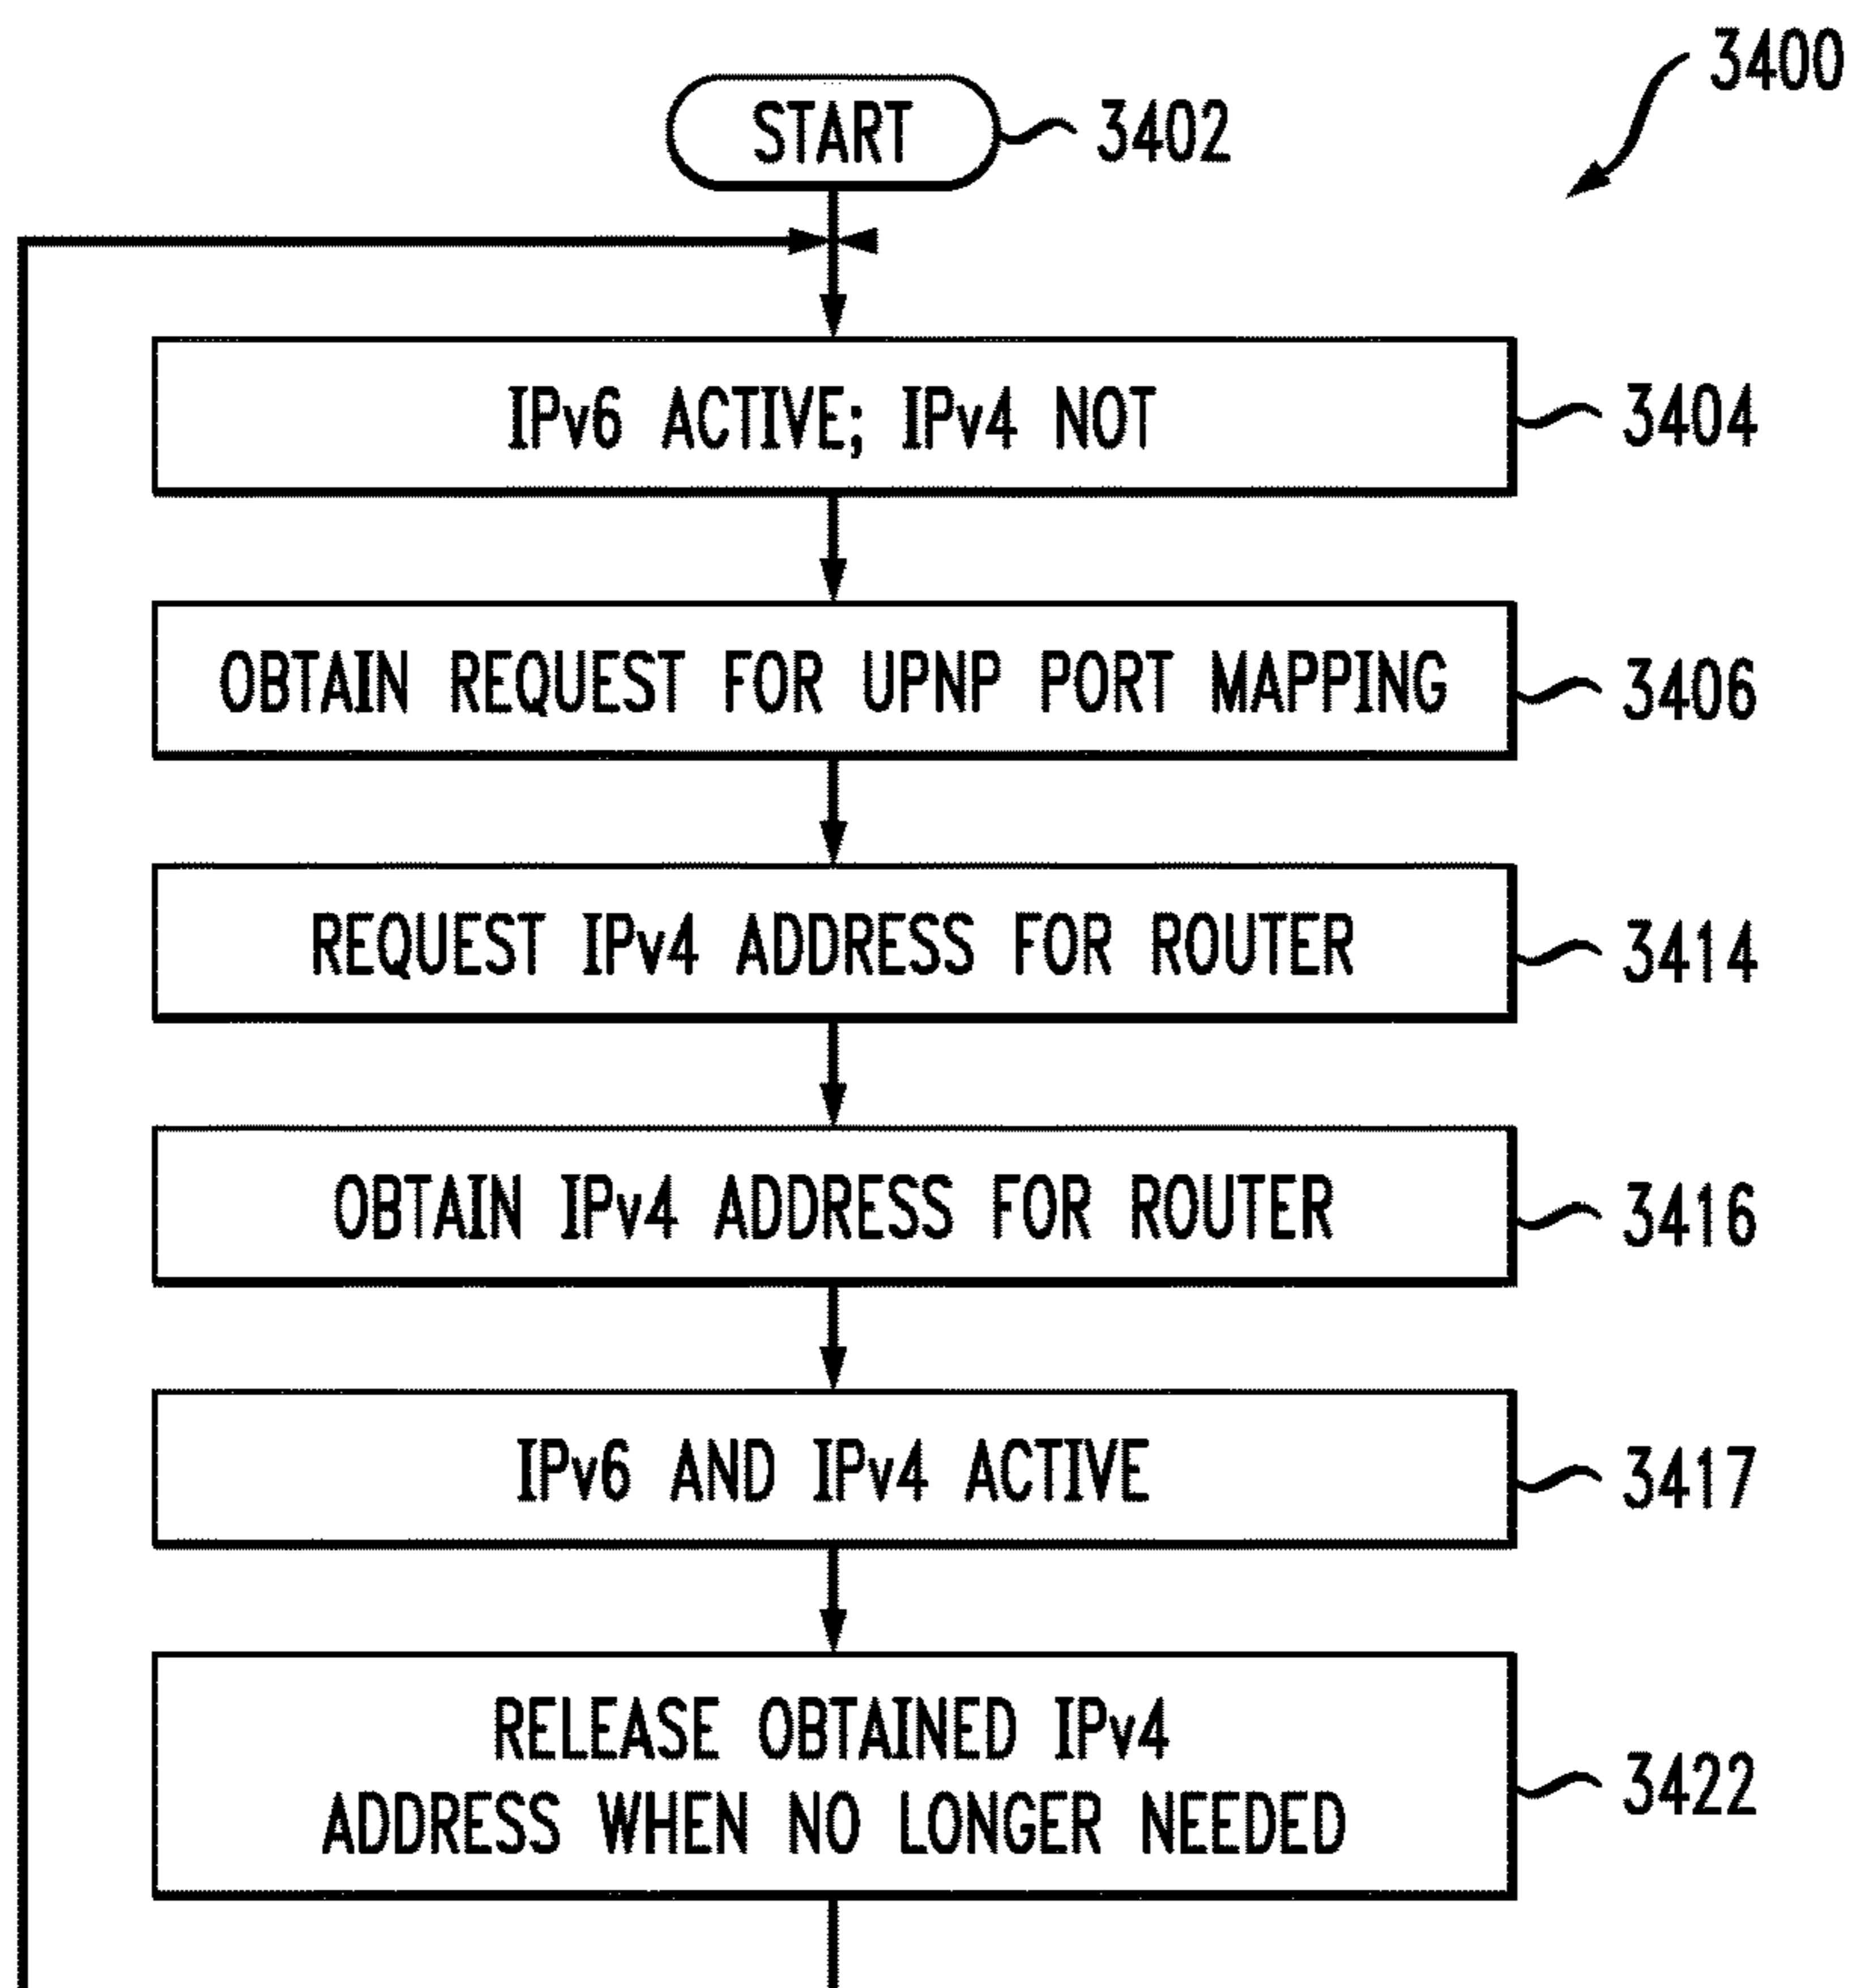 3400
START
3402
IPv6 ACTIVE; IPv4 NOT
3404
OBTAIN REQUEST FOR UPNP PORT MAPPING
3406
REQUEST IPv4 ADDRESS FOR ROUTER
3414
OBTAIN IPv4 ADDRESS FOR ROUTER
3416
IPv6 AND IPv4 ACTIVE
3417
RELEASE OBTAINED IPv4
ADDRESS WHEN NO LONGER NEEDED
3422